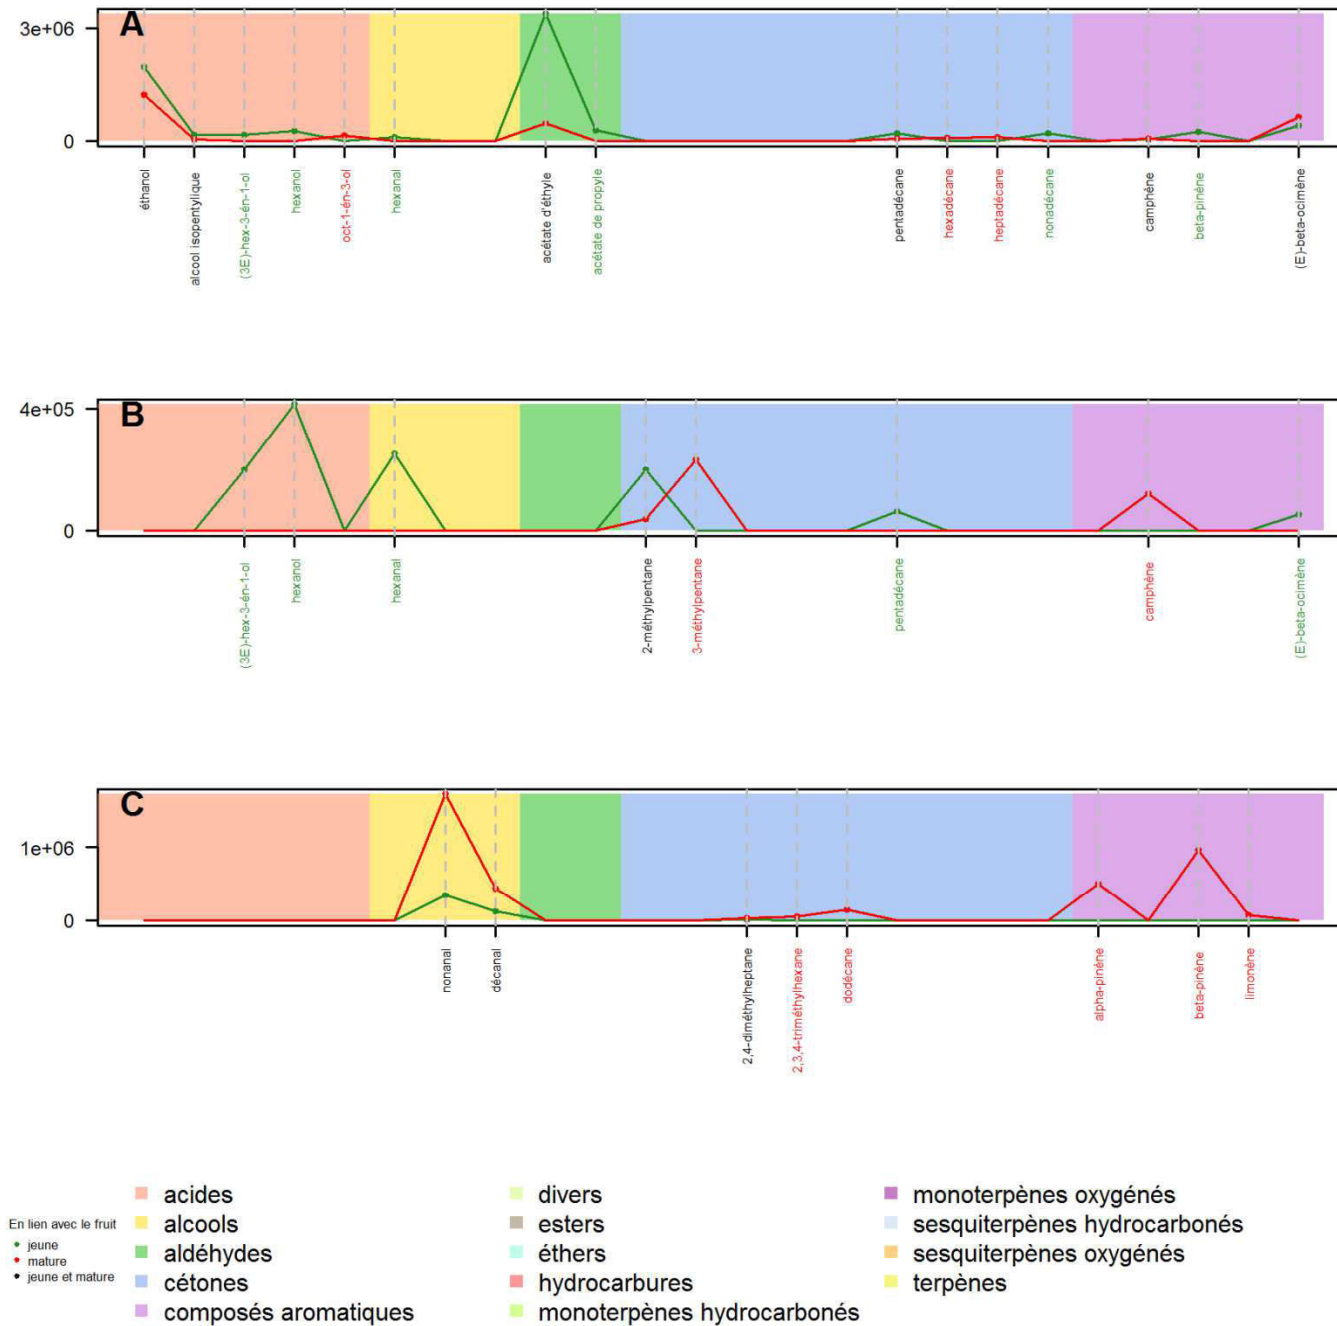 A
3e+06
0
éthanol
alcool isopentylique
(3E)-hex-3-én-1-ol
hexanol
oct-1-én-3-ol
hexanal
acétate d'éthyle
acétate de propyle
pentadécane
hexadécane
heptadécane
nonadécane
camphène
beta-pinène
(E)-beta-ocimène
B
4e+05
0
(3E)-hex-3-én-1-ol
hexanol
hexanal
2-méthylpentane
3-méthylpentane
pentadécane
camphène
(E)-beta-ocimène
C
1e+06
0
nonanal
décanal
2,4-diméthylheptane
2,3,4-triméthylhexane
dodécane
alpha-pinène
beta-pinène
limonène
En lien avec le fruit
jeune
mature
jeune et mature
acides
alcools
aldéhydes
cétones
composés aromatiques
divers
esters
éthers
hydrocarbures
monoterpènes hydrocarbonés
monoterpènes oxygénés
sesquiterpènes hydrocarbonés
sesquiterpènes oxygénés
terpènes